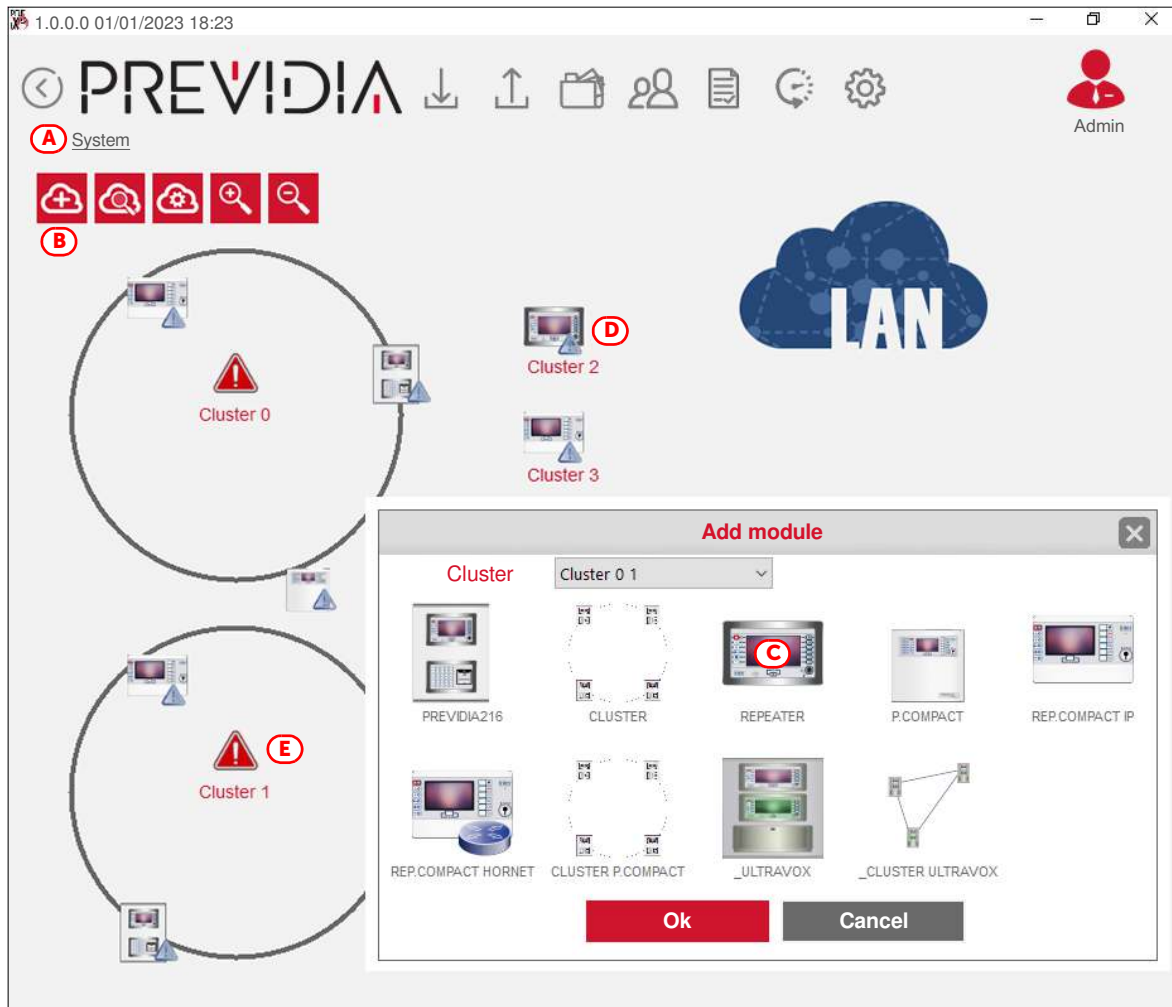 1.0.0.0 01/01/2023 18:23
PREVIDIA
Admin
A System
B
LAN
D
Cluster 2
Cluster 0
Cluster 3
Add module
Cluster Cluster 0 1
C
PREVIDIA216 CLUSTER REPEATER P.COMPACT REP.COMPACT IP
E
Cluster 1
REP.COMPACT HORNET CLUSTER P.COMPACT _ULTRAVOX _CLUSTER ULTRAVOX
Ok Cancel